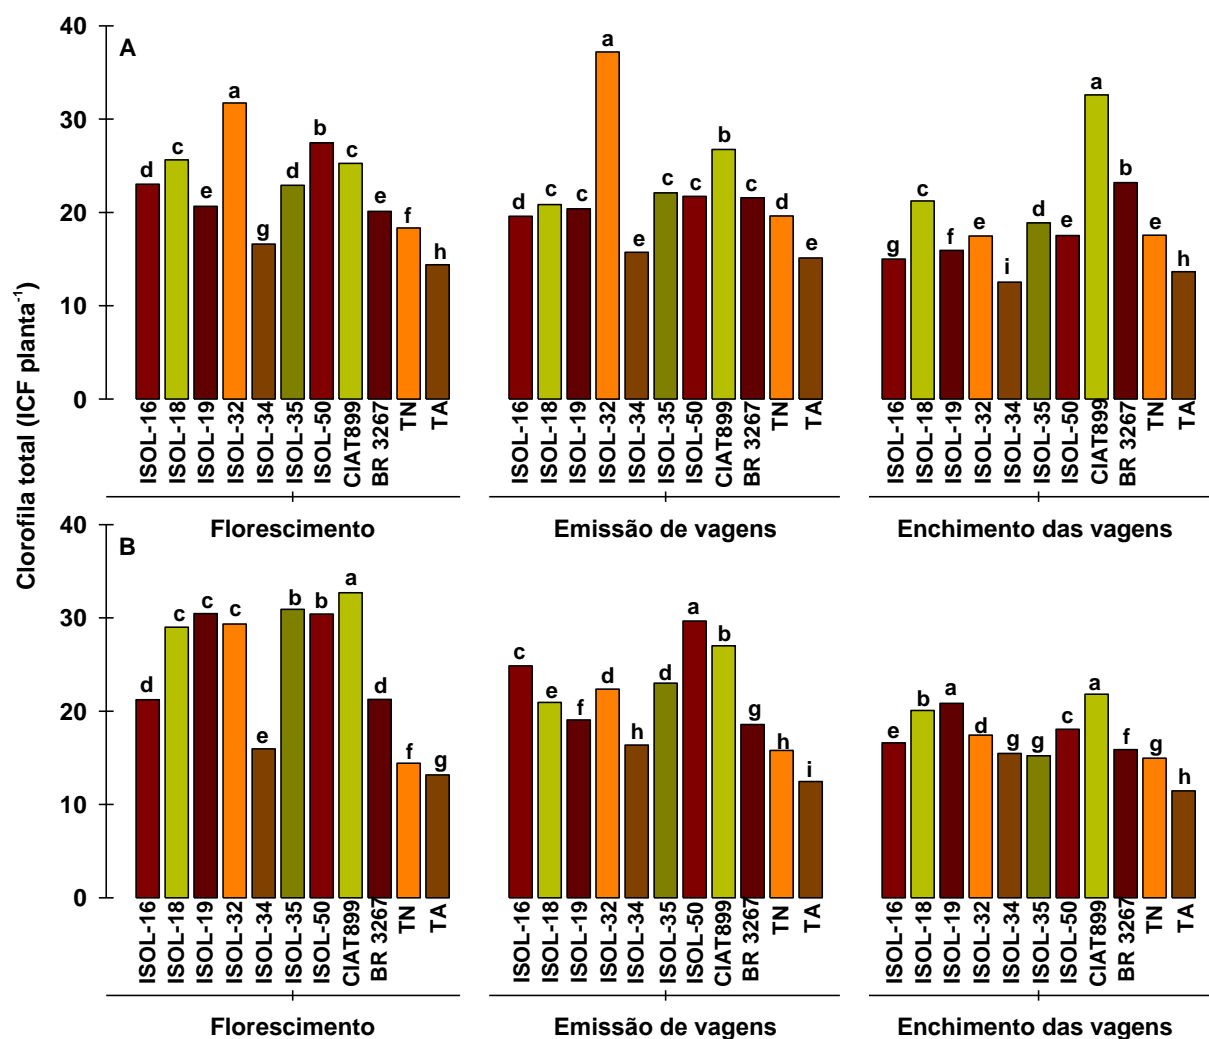 Clorofila total (ICF planta⁻¹)
A
40
30
20
10
0
d c e a g d b c e f h
d c c a e c c b c d e
g c f e i d e a b e h
ISOL-16 ISOL-18 ISOL-19 ISOL-32 ISOL-34 ISOL-35 ISOL-50 CIAT899 BR 3267 TN TA
ISOL-16 ISOL-18 ISOL-19 ISOL-32 ISOL-34 ISOL-35 ISOL-50 CIAT899 BR 3267 TN TA
ISOL-16 ISOL-18 ISOL-19 ISOL-32 ISOL-34 ISOL-35 ISOL-50 CIAT899 BR 3267 TN TA
Florescimento Emissão de vagens Enchimento das vagens
B
40
30
20
10
0
d c c c e b b a d f g
c e f d h d a b g h i
e b a d g g c a f g h
ISOL-16 ISOL-18 ISOL-19 ISOL-32 ISOL-34 ISOL-35 ISOL-50 CIAT899 BR 3267 TN TA
ISOL-16 ISOL-18 ISOL-19 ISOL-32 ISOL-34 ISOL-35 ISOL-50 CIAT899 BR 3267 TN TA
ISOL-16 ISOL-18 ISOL-19 ISOL-32 ISOL-34 ISOL-35 ISOL-50 CIAT899 BR 3267 TN TA
Florescimento Emissão de vagens Enchimento das vagens